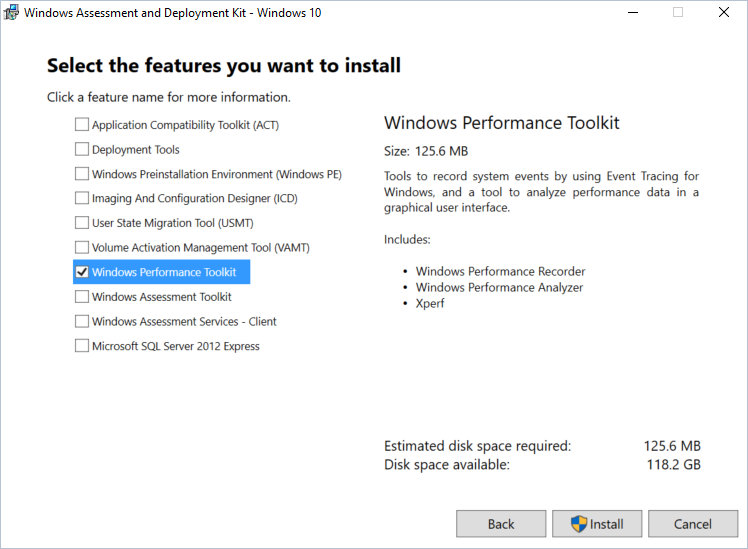 Windows Assessment and Deployment Kit - Windows 10
Select the features you want to install
Click a feature name for more information.
Application Compatibility Toolkit (ACT)
Deployment Tools
Windows Preinstallation Environment (Windows PE)
Imaging And Configuration Designer (ICD)
User State Migration Tool (USMT)
Volume Activation Management Tool (VAMT)
Windows Performance Toolkit
Windows Assessment Toolkit
Windows Assessment Services - Client
Microsoft SQL Server 2012 Express
Windows Performance Toolkit
Size: 125.6 MB
Tools to record system events by using Event Tracing for
Windows, and a tool to analyze performance data in a
graphical user interface.
Includes:
• Windows Performance Recorder
• Windows Performance Analyzer
• Xperf
Estimated disk space required: 125.6 MB
Disk space available: 118.2 GB
Back Install Cancel